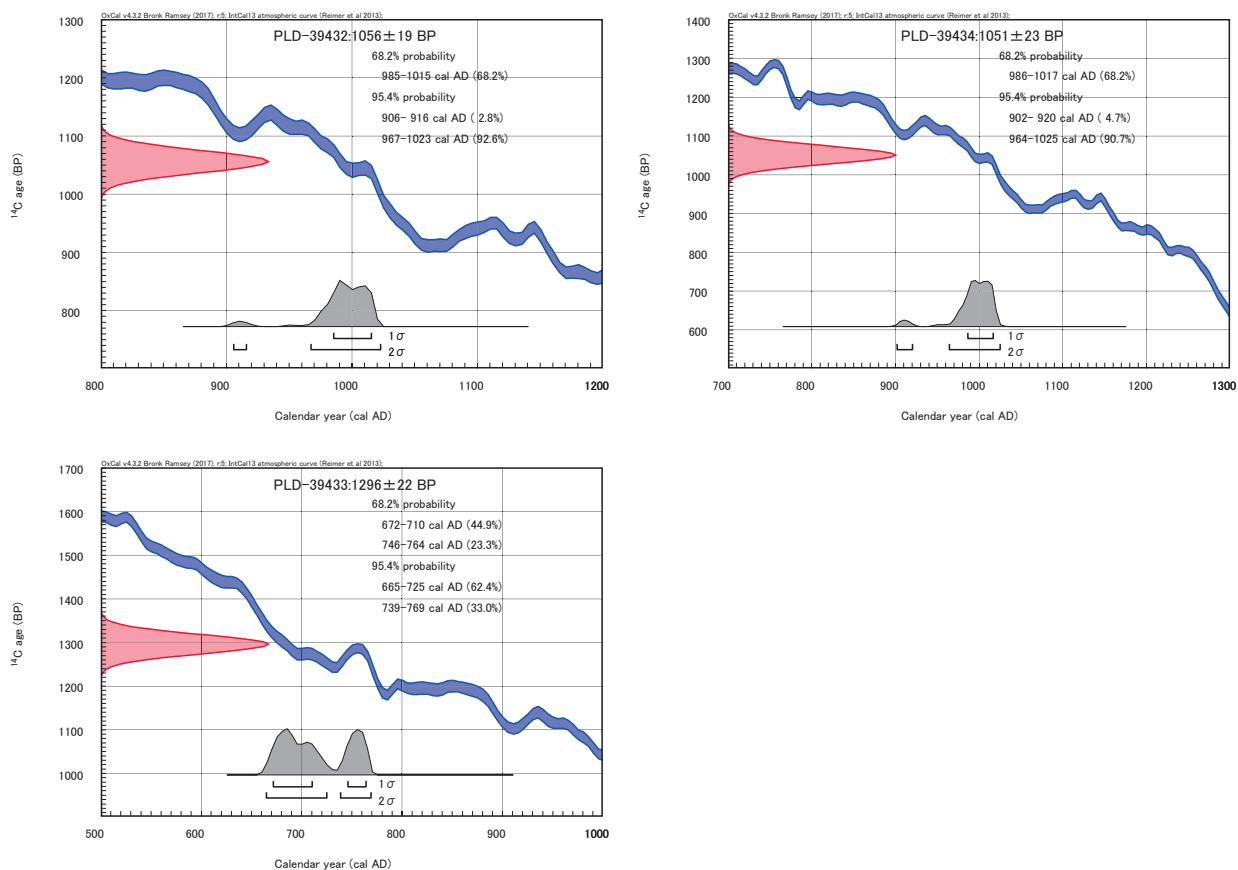 OxCal v4.3.2 Bronk Ramsey (2017); r:5; IntCal13 atmospheric curve (Reimer et al 2013);
PLD-39432:1056±19 BP
68.2% probability
985-1015 cal AD (68.2%)
95.4% probability
906- 916 cal AD ( 2.8%)
967-1023 cal AD (92.6%)
1300
1200
1100
1000
900
800
14C age (BP)
1σ
2σ
800 900 1000 1100 1200
Calendar year (cal AD)
OxCal v4.3.2 Bronk Ramsey (2017); r:5; IntCal13 atmospheric curve (Reimer et al 2013);
PLD-39434:1051±23 BP
68.2% probability
986-1017 cal AD (68.2%)
95.4% probability
902- 920 cal AD ( 4.7%)
964-1025 cal AD (90.7%)
1400
1300
1200
1100
1000
900
800
700
600
14C age (BP)
1σ
2σ
700 800 900 1000 1100 1200 1300
Calendar year (cal AD)
OxCal v4.3.2 Bronk Ramsey (2017); r:5; IntCal13 atmospheric curve (Reimer et al 2013);
PLD-39433:1296±22 BP
68.2% probability
672-710 cal AD (44.9%)
746-764 cal AD (23.3%)
95.4% probability
665-725 cal AD (62.4%)
739-769 cal AD (33.0%)
1700
1600
1500
1400
1300
1200
1100
1000
14C age (BP)
1σ
2σ
500 600 700 800 900 1000
Calendar year (cal AD)